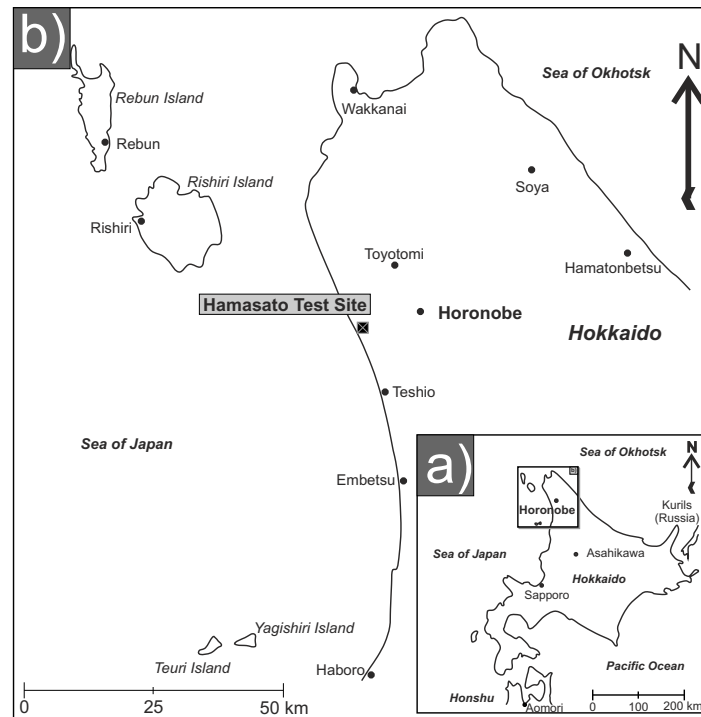 b)
Sea of Okhotsk
N
Rebun Island
Wakkanai
Rebun
Soya
Rishiri Island
Rishiri
Toyotomi
Hamatonbetsu
Hamasato Test Site
Horonobe
Hokkaido
Teshio
Sea of Japan
Embetsu
Yagishiri Island
Teuri Island
Haboro
0
25
50 km
a)
Sea of Okhotsk
N
b)
Horonobe
Kurils
(Russia)
Sea of Japan
Asahikawa
Hokkaido
Sapporo
Pacific Ocean
Honshu
Aomori
0
100
200 km